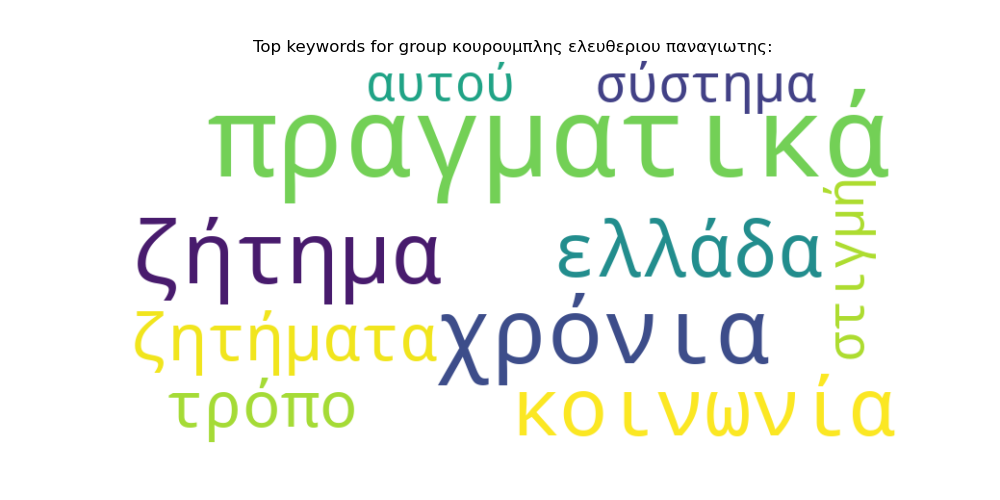 Top keywords for group κουρουμπλης ελευθεριου παναγιωτης:
αυτού σύστημα
πραγματικά
στιγμή
ζήτημα ελλάδα
ζητήματα χρόνια
τρόπο κοινωνία